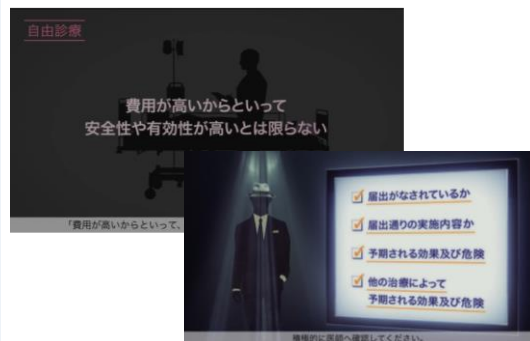 自由診療
費用が高いからといって
安全性や有効性が高いとは限らない
「費用が高いからといって、
届出がなされているか
届出通りの実施内容か
予期される効果及び危険
他の治療によって
予期される効果及び危険
積極的に医師へ確認してください。